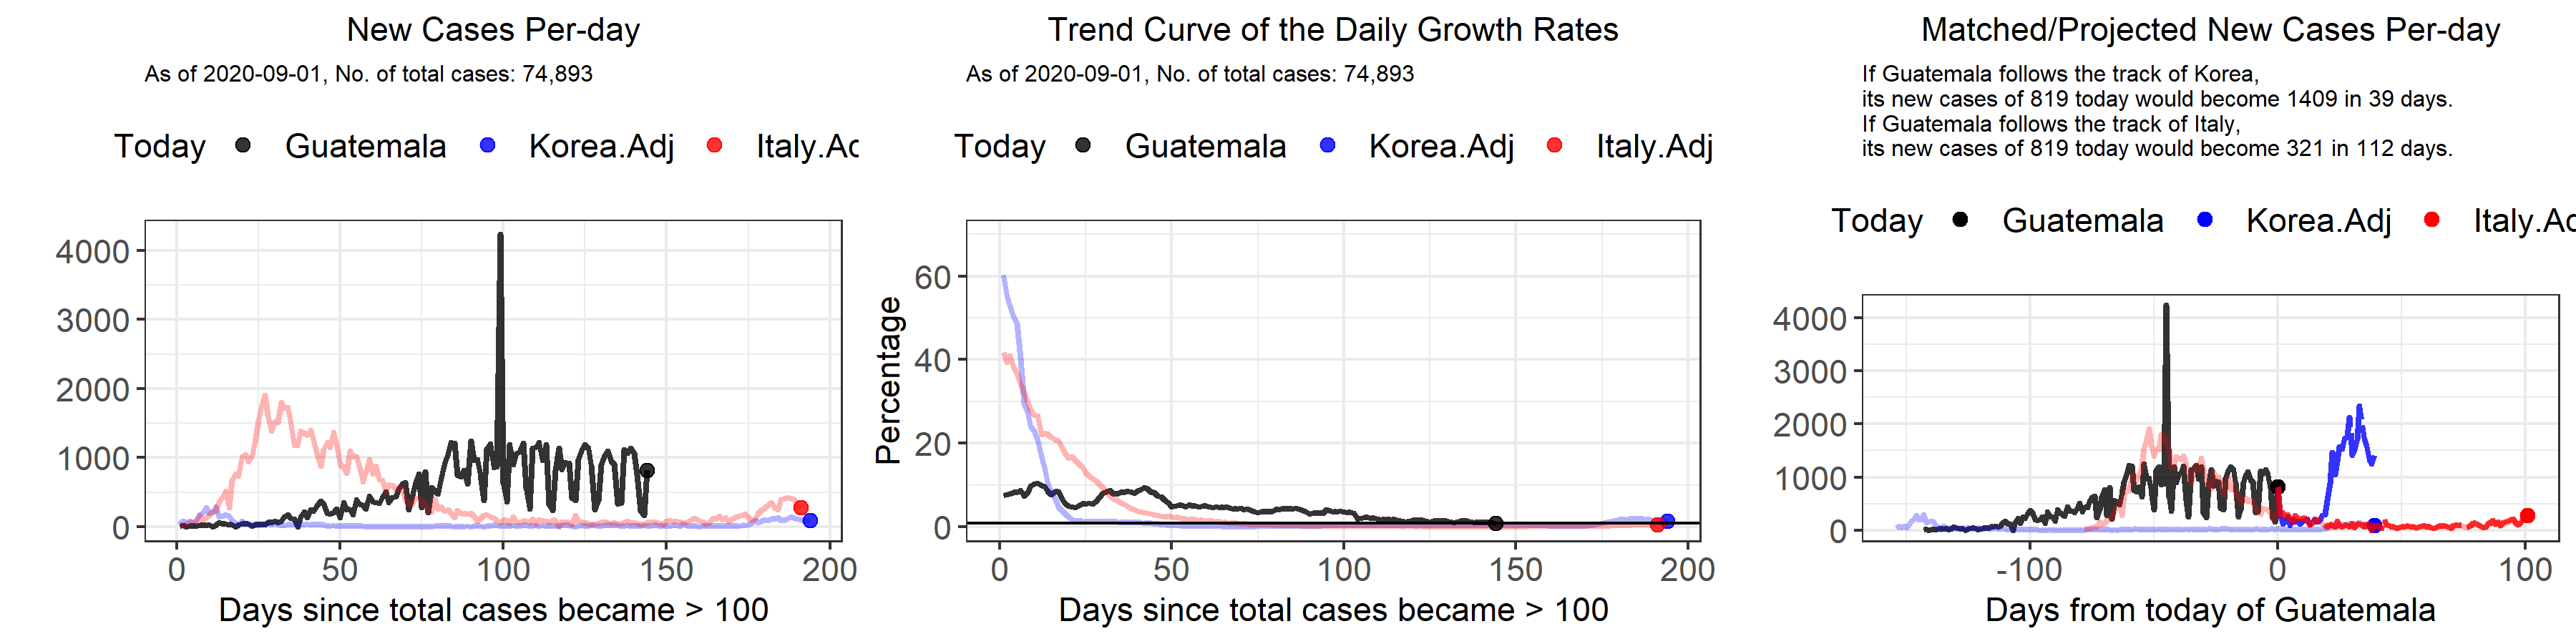 New Cases Per-day
As of 2020-09-01, No. of total cases: 74,893
Today Guatemala Korea.Adj Italy.Ac
4000
3000
2000
1000
0
0 50 100 150 200
Days since total cases became > 100
Trend Curve of the Daily Growth Rates
As of 2020-09-01, No. of total cases: 74,893
Today Guatemala Korea.Adj Italy.Adj
Percentage
60
40
20
0
0 50 100 150 200
Days since total cases became > 100
Matched/Projected New Cases Per-day
If Guatemala follows the track of Korea,
its new cases of 819 today would become 1409 in 39 days.
If Guatemala follows the track of Italy,
its new cases of 819 today would become 321 in 112 days.
Today Guatemala Korea.Adj Italy.Ac
4000
3000
2000
1000
0
-100 0 100
Days from today of Guatemala